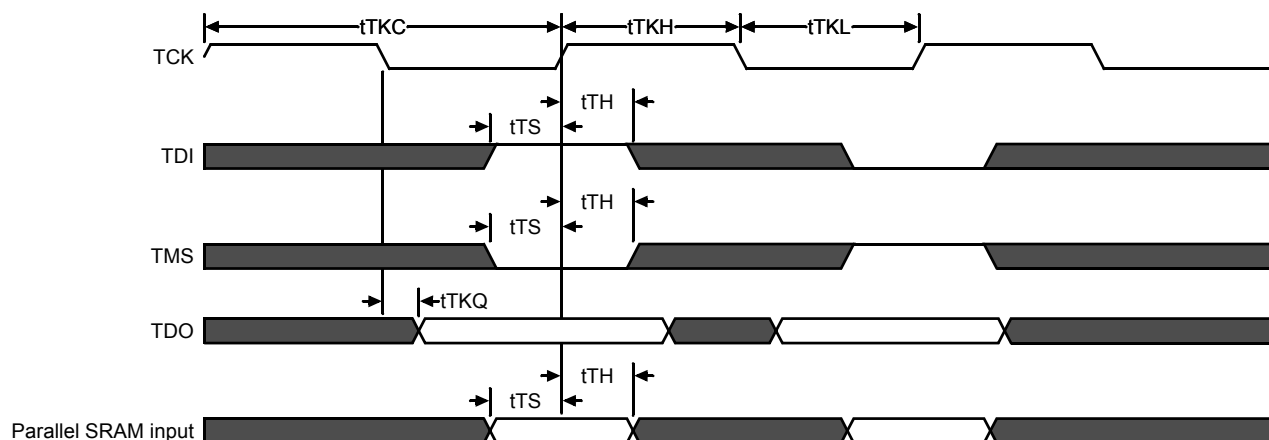 tTKC tTKH tTKL
TCK
tTH
tTS
TDI
tTH
tTS
TMS
tTKQ
TDO
tTH
tTS
Parallel SRAM input